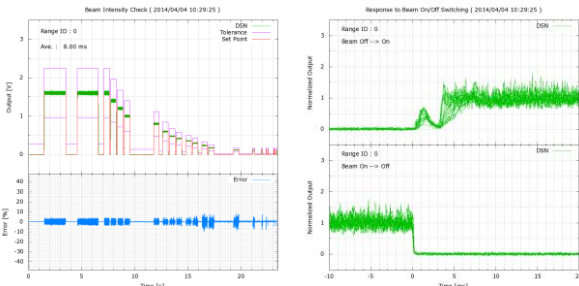 Beam Intensity Check ( 2014/04/04 10:29:25 )
Range ID : 0
Ave. : 8.00 ms
DSN
Tolerance
Set Point
Output [V]
3
2
1
0
Error
Error [%]
40
30
20
10
0
-10
-20
-30
-40
0 5 10 15 20
Time [s]
Response to Beam On/Off Switching ( 2014/04/04 10:29:25 )
Range ID : 0
Beam Off --> On
DSN
Normalized Output
3
2
1
0
Range ID : 0
Beam On --> Off
DSN
Normalized Output
3
2
1
0
-10 -5 0 5 10 15
Time [ms]